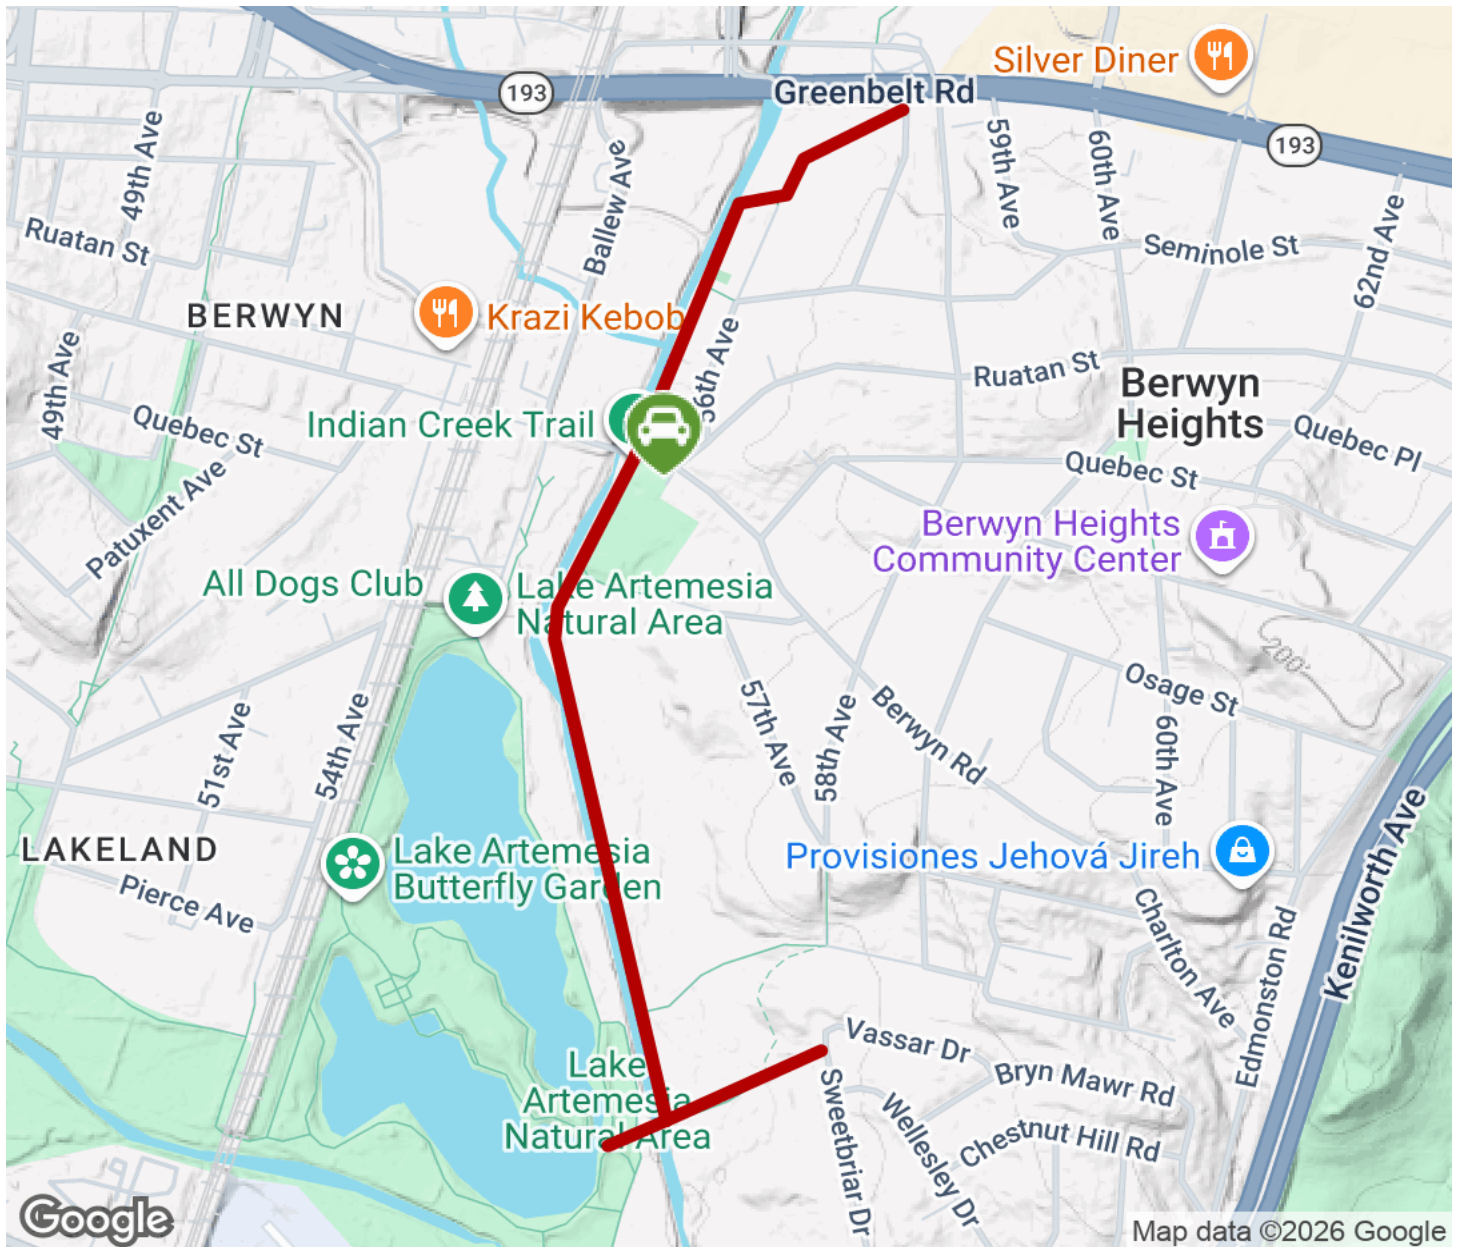 Silver Diner
193
Greenbelt Rd
193
49th Ave
59th Ave
60th Ave
Ballew Ave
Ruatan St
Seminole St
62nd Ave
BERWYN
Krazi Kebob
49th Ave
56th Ave
Ruatan St
Berwyn
Heights
Quebec St
Indian Creek Trail
Quebec Pl
Quebec St
Patuxent Ave
Berwyn Heights
Community Center
All Dogs Club
Lake Artemesia
Natural Area
200'
Osage St
57th Ave
58th Ave
Berwyn Rd
60th Ave
54th Ave
51st Ave
LAKELAND
Lake Artemesia
Butterfly Garden
Provisiones Jehová Jireh
Kenilworth Ave
Pierce Ave
Charlton Ave
Edmonston Rd
Vassar Dr
Lake
Artemesia
Natural Area
Bryn Mawr Rd
Sweetbriar Dr
Wellesley Dr
Chestnut Hill Rd
Google
Map data ©2026 Google